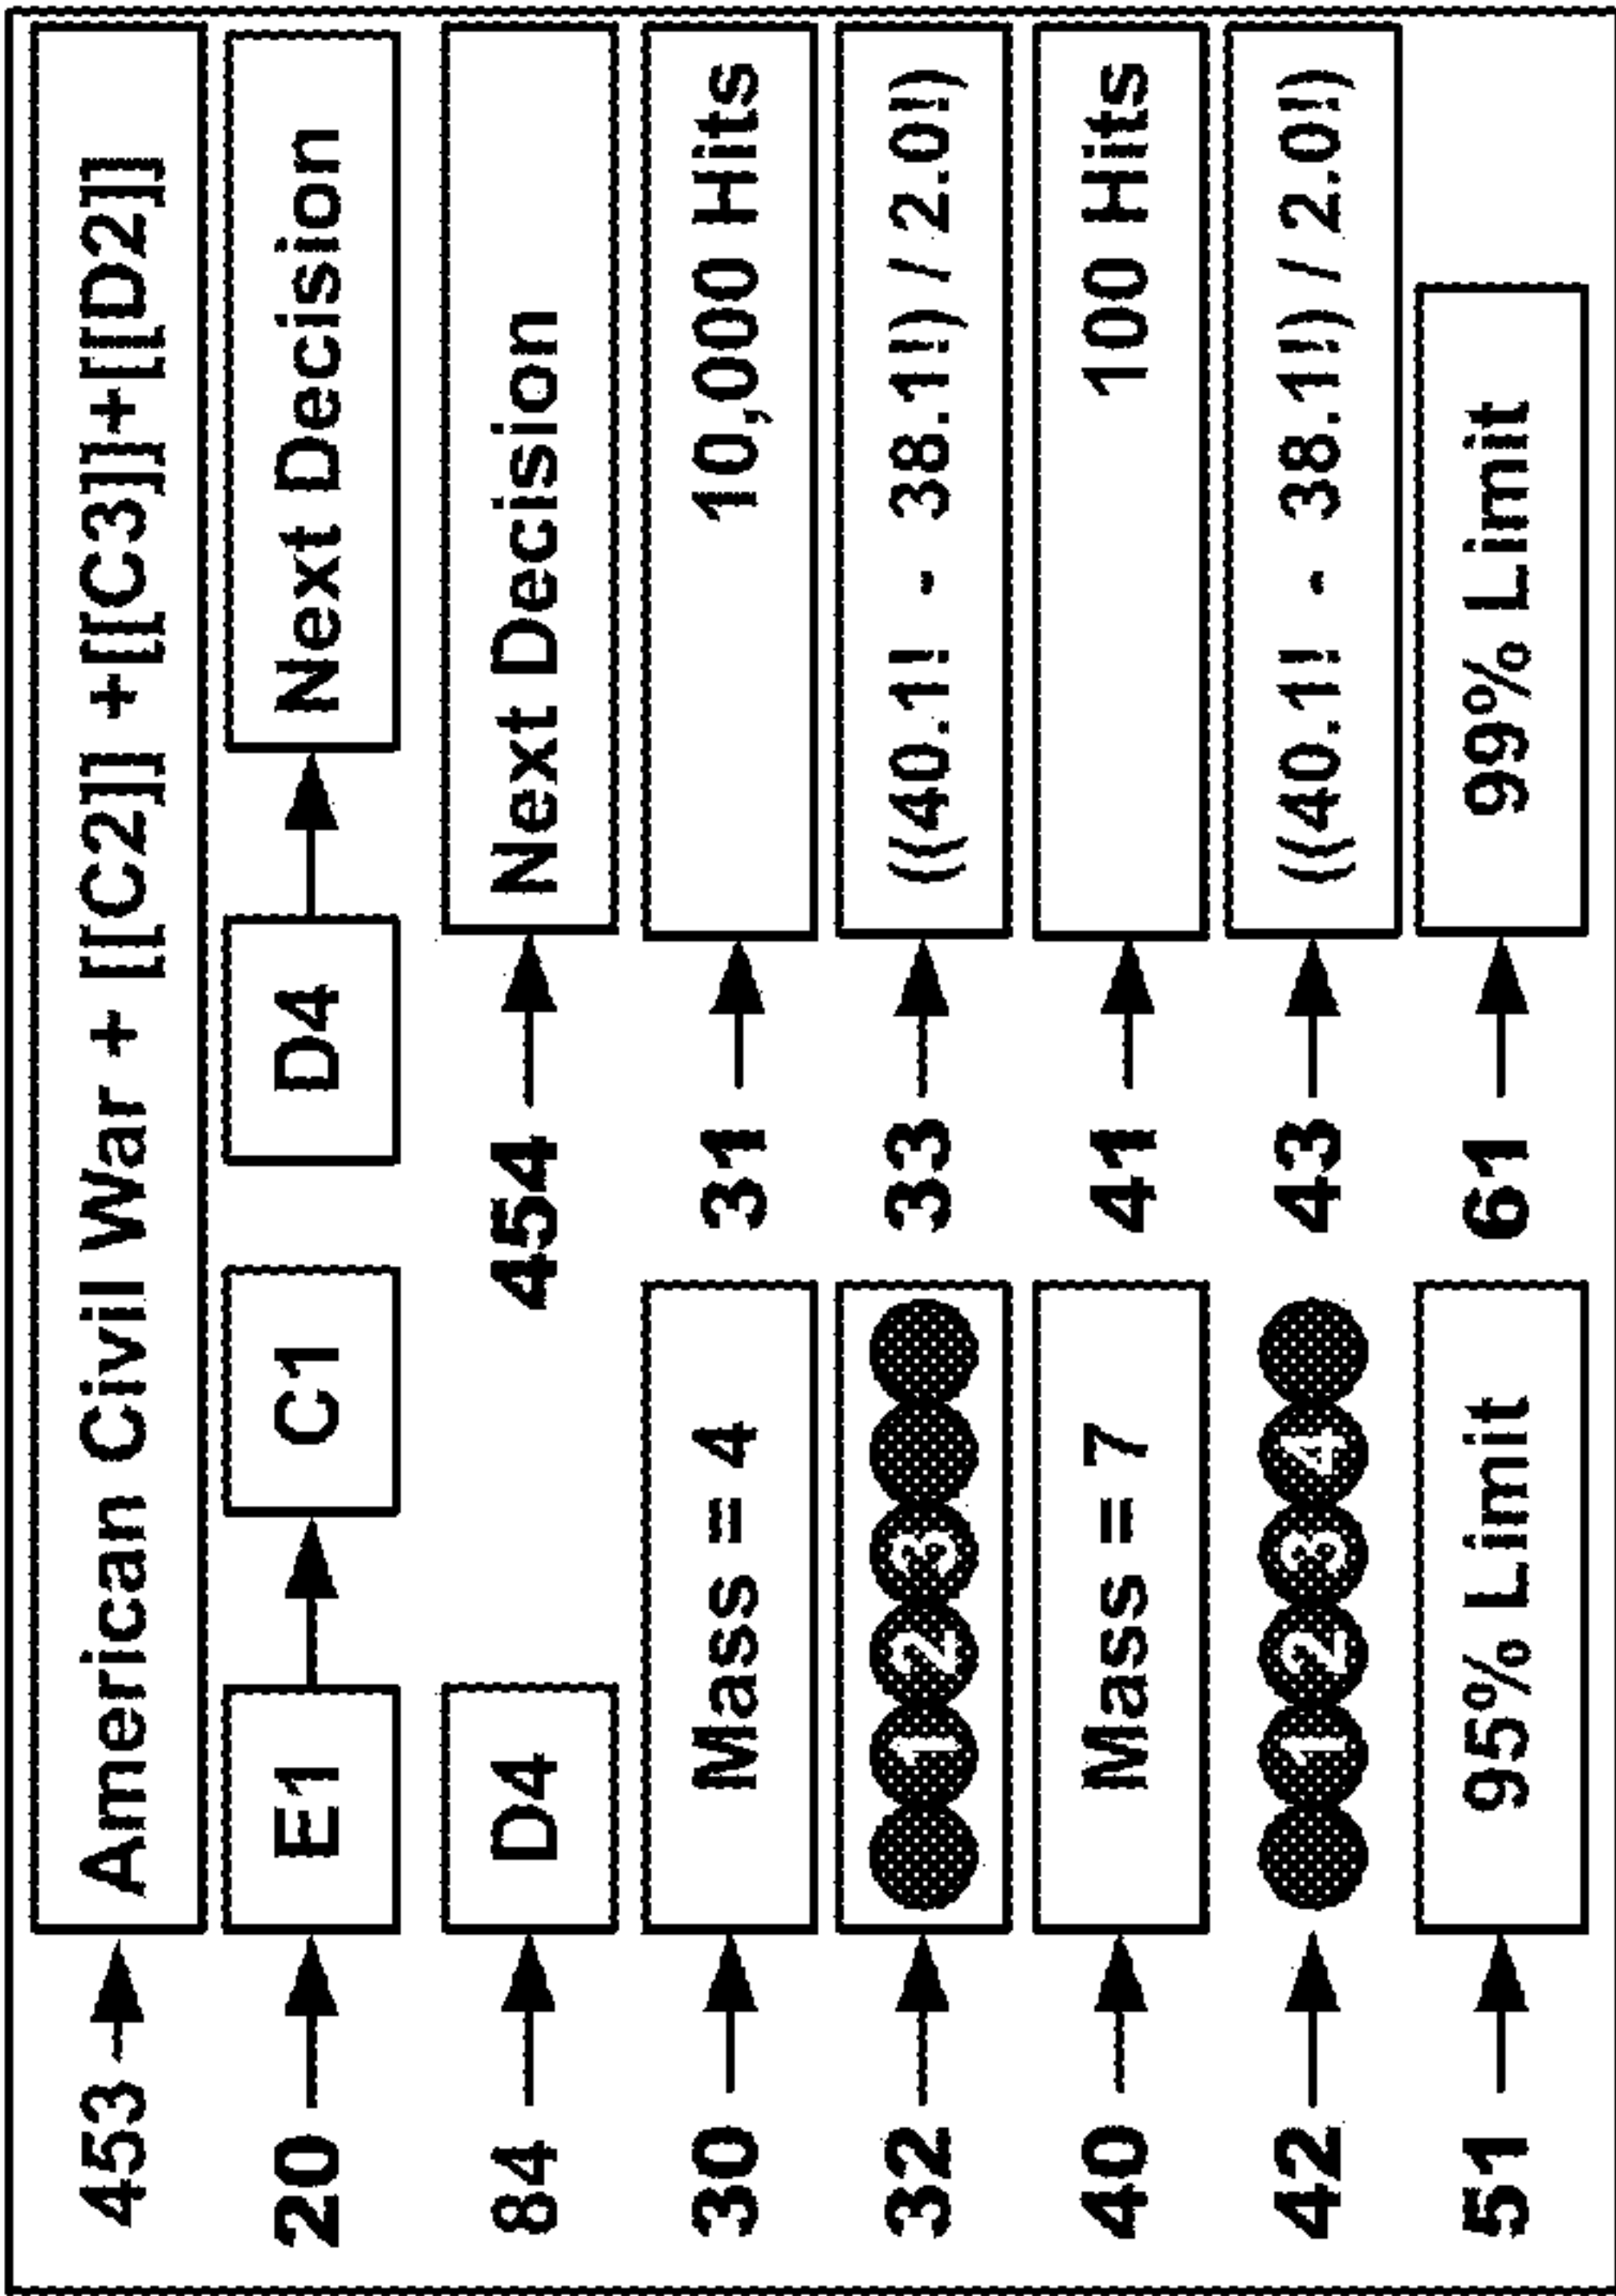 453 American Civil War + [[C2]] +[[C3]]+[[D2]]
20 E1 C1 D4 Next Decision
84 D4 454 Next Decision
30 Mass = 4 31 10,000 Hits
32 1 2 3 33 ((40.1! - 38.1!) / 2.0!)
40 Mass = 7 41 100 Hits
42 1 2 3 4 43 ((40.1! - 38.1!) / 2.0!)
51 95% Limit 61 99% Limit